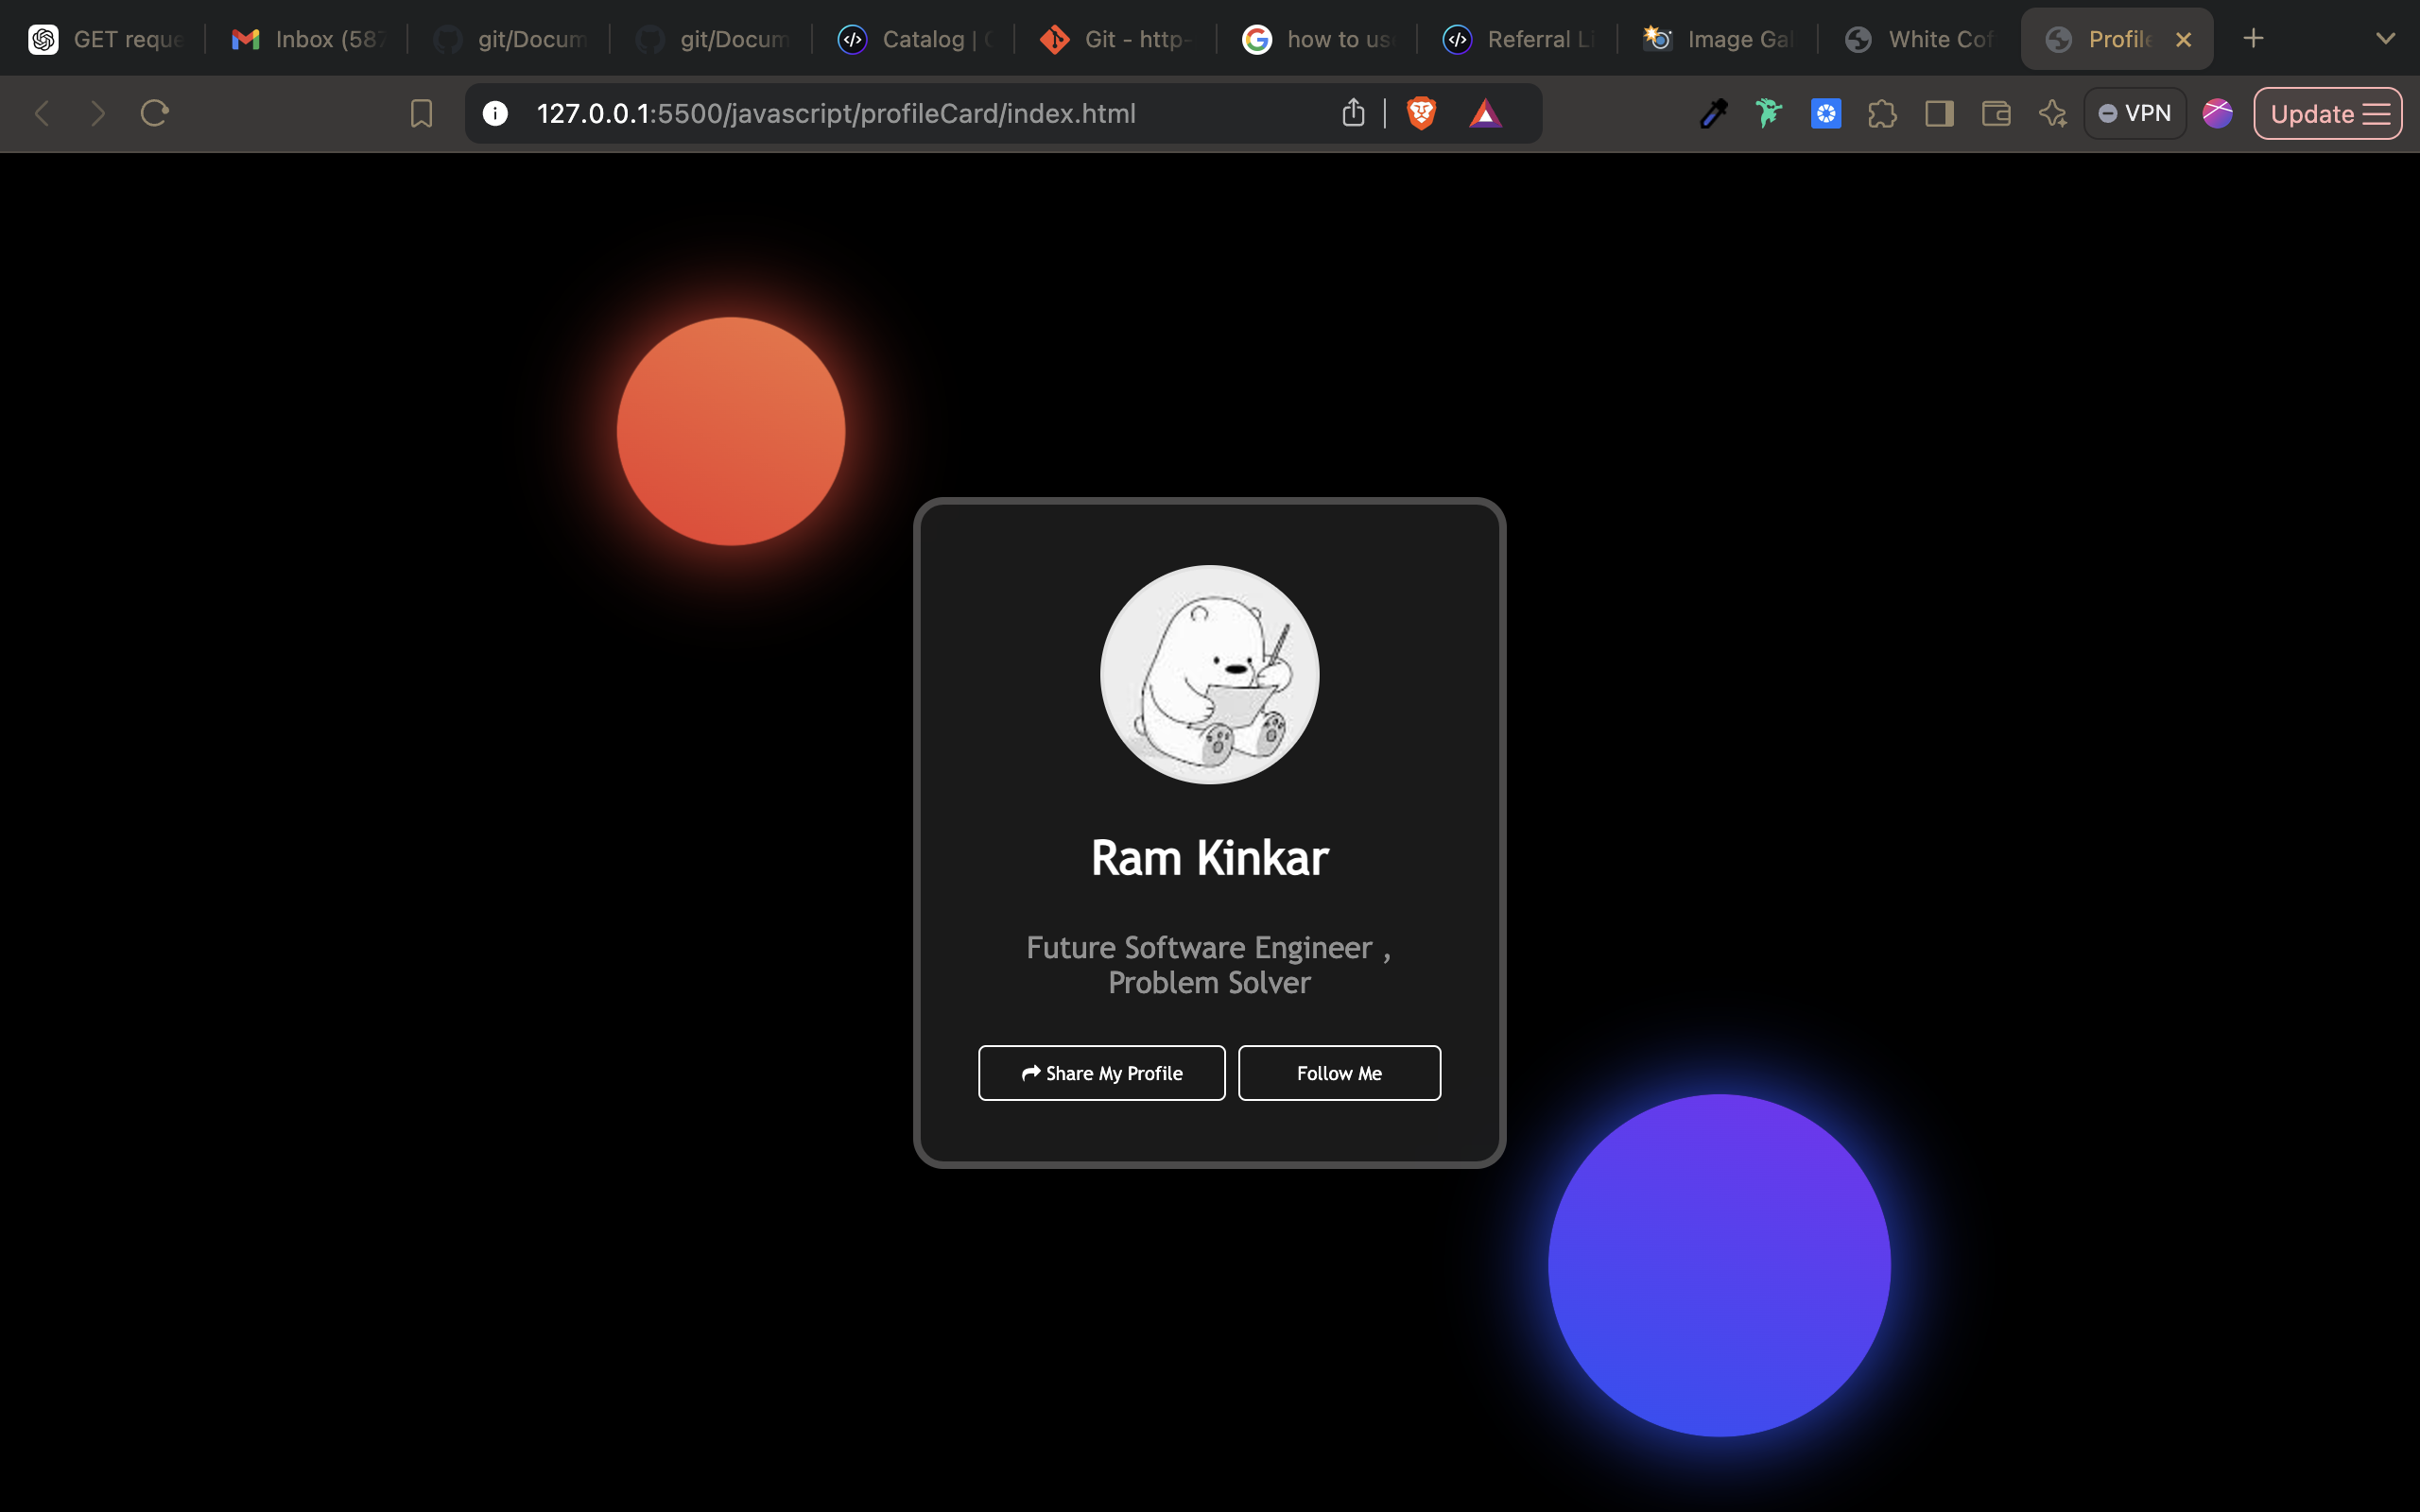 GET reque
Inbox (587
git/Docum
git/Docum
Catalog |
Git - http-
how to us
Referral Li
Image Gal
White Cof
Profile
127.0.0.1:5500/javascript/profileCard/index.html
VPN
Update
Ram Kinkar
Future Software Engineer ,
Problem Solver
Share My Profile
Follow Me